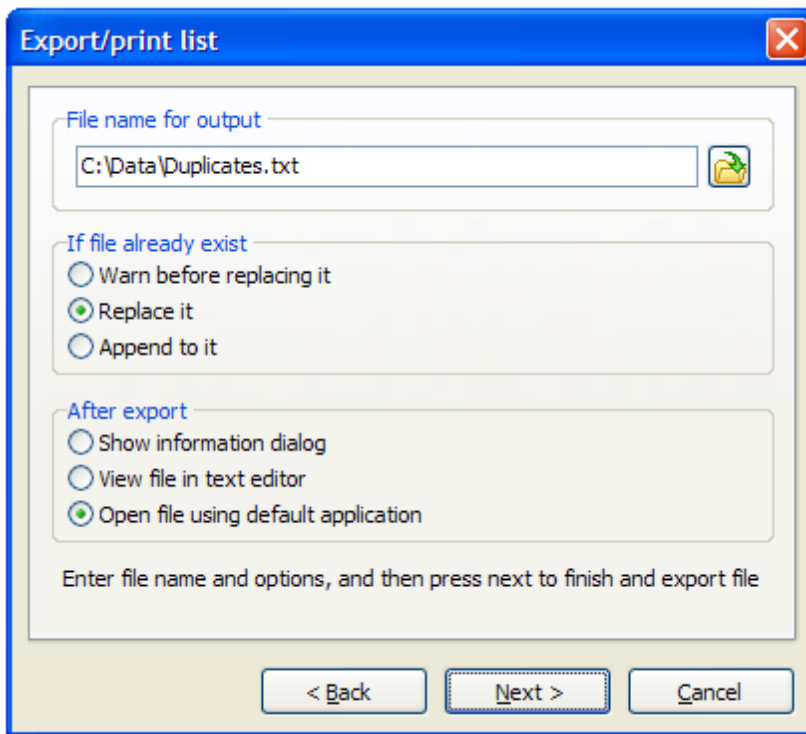 Export/print list
File name for output
C:\Data\Duplicates.txt
If file already exist
Warn before replacing it
Replace it
Append to it
After export
Show information dialog
View file in text editor
Open file using default application
Enter file name and options, and then press next to finish and export file
< Back
Next >
Cancel